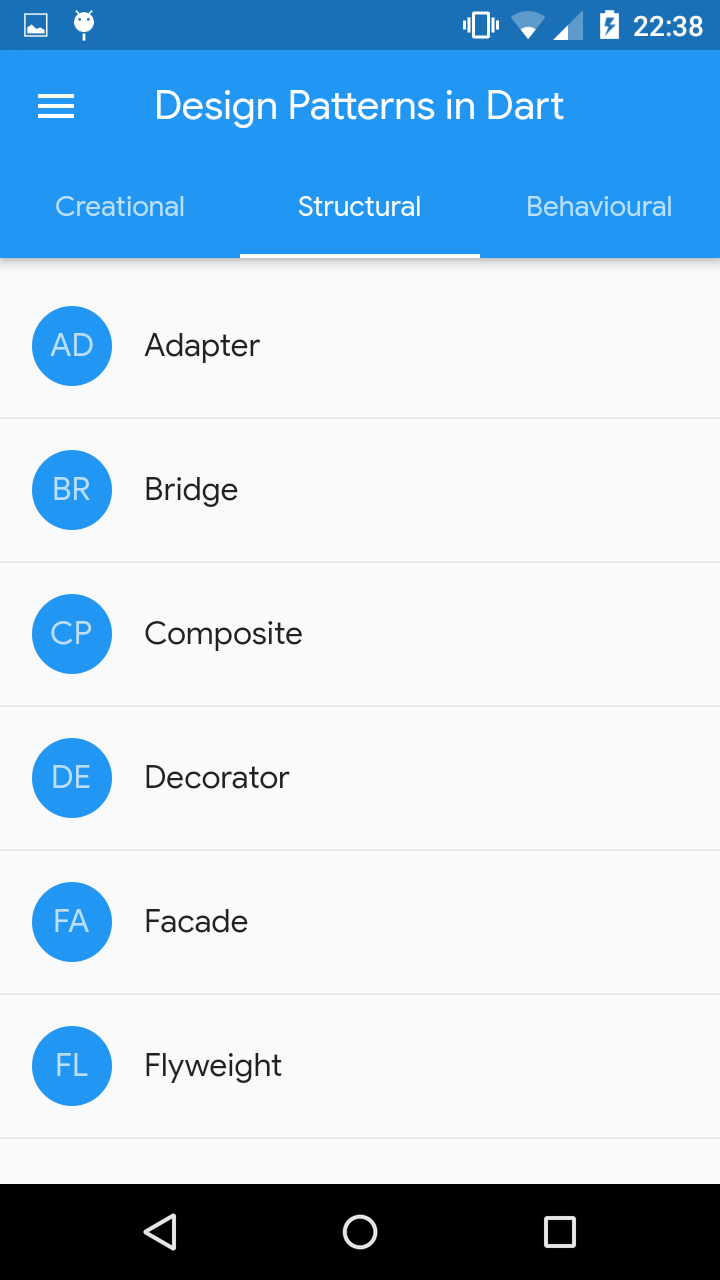 22:38
Design Patterns in Dart
Creational Structural Behavioural
AD Adapter
BR Bridge
CP Composite
DE Decorator
FA Facade
FL Flyweight